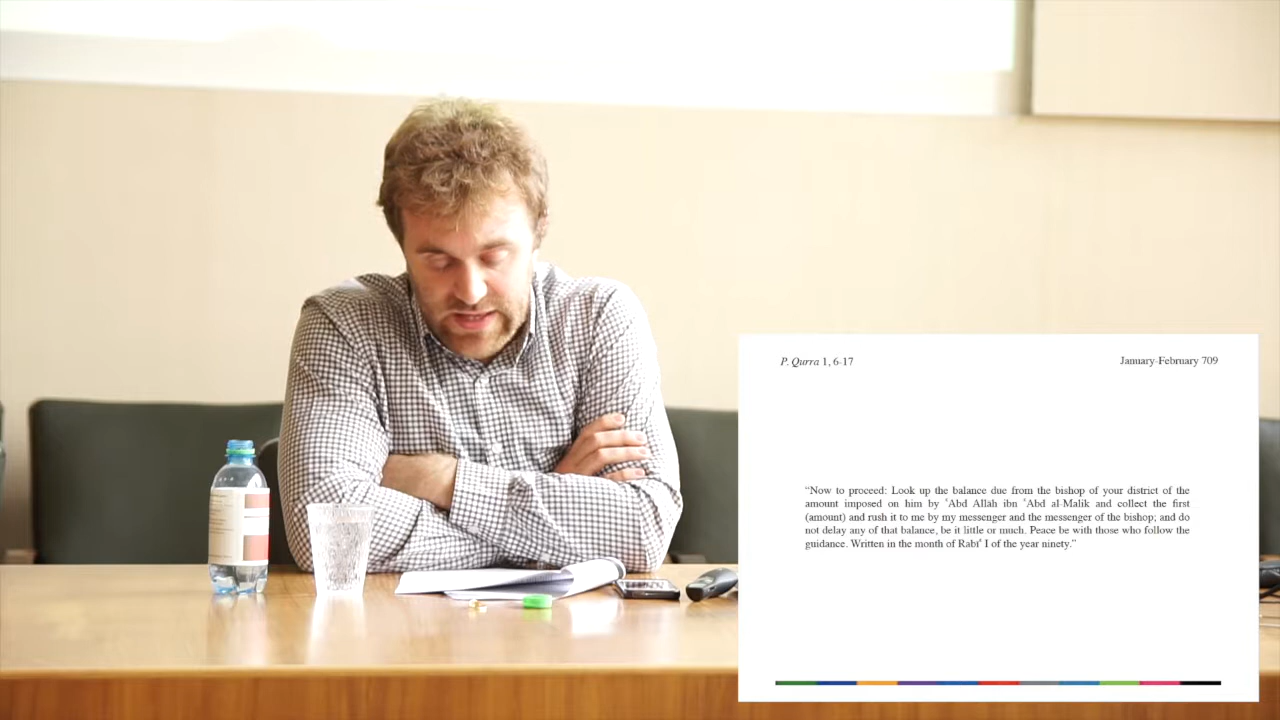 P. Qurra 1, 6-17
January-February 709
“Now to proceed: Look up the balance due from the bishop of your district of the
amount imposed on him by ʿAbd Allāh ibn ʿAbd al-Malik and collect the first
(amount) and rush it to me by my messenger and the messenger of the bishop; and do
not delay any of that balance, be it little or much. Peace be with those who follow the
guidance. Written in the month of Rabīʿ I of the year ninety.”